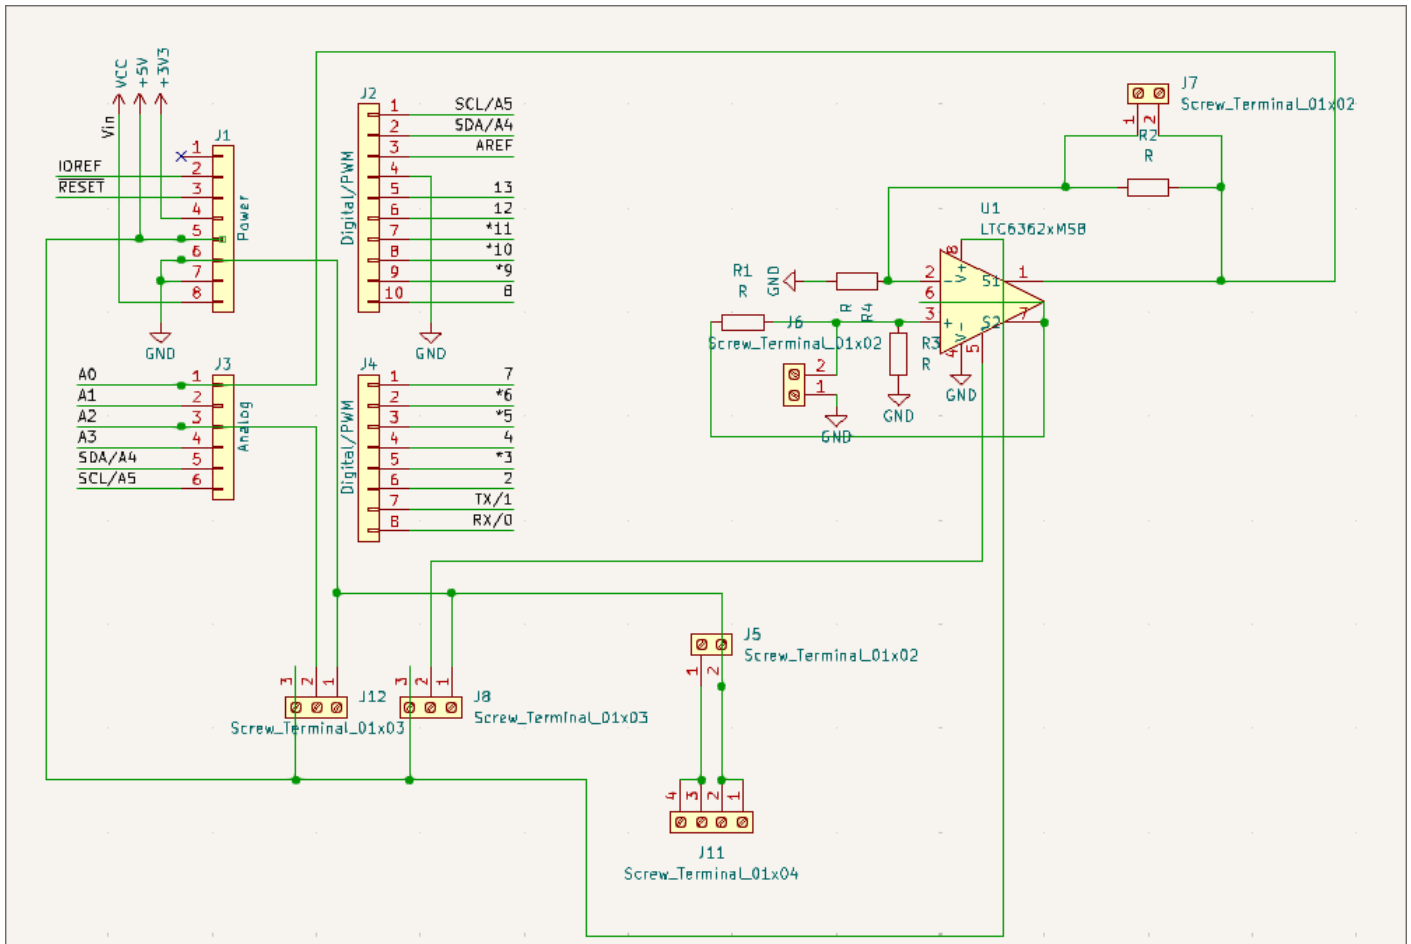 VCC
+5V
+3V3
Vin
J1
1
2
3
4
5
6
7
8
IOREF
RESET
Power
GND
J2
1
2
3
4
5
6
7
8
9
10
SCL/A5
SDA/A4
AREF
13
12
*11
*10
*9
8
Digital/PWM
GND
J3
A0
A1
A2
A3
SDA/A4
SCL/A5
1
2
3
4
5
6
Analog
J4
1
2
3
4
5
6
7
8
7
*6
*5
4
*3
2
TX/1
RX/0
Digital/PWM
J7
Screw_Terminal_01x02
1
2
R2
R
U1
LTC6362xMS8
8
V+
2
-
6
3
+
S1
1
S2
7
V-
4
5
GND
R1
R
GND
R
R4
J6
Screw_Terminal_01x02
2
1
GND
R3
R
GND
J5
Screw_Terminal_01x02
1
2
3
2
1
J12
Screw_Terminal_01x03
3
2
1
J8
Screw_Terminal_01x03
4
3
2
1
J11
Screw_Terminal_01x04